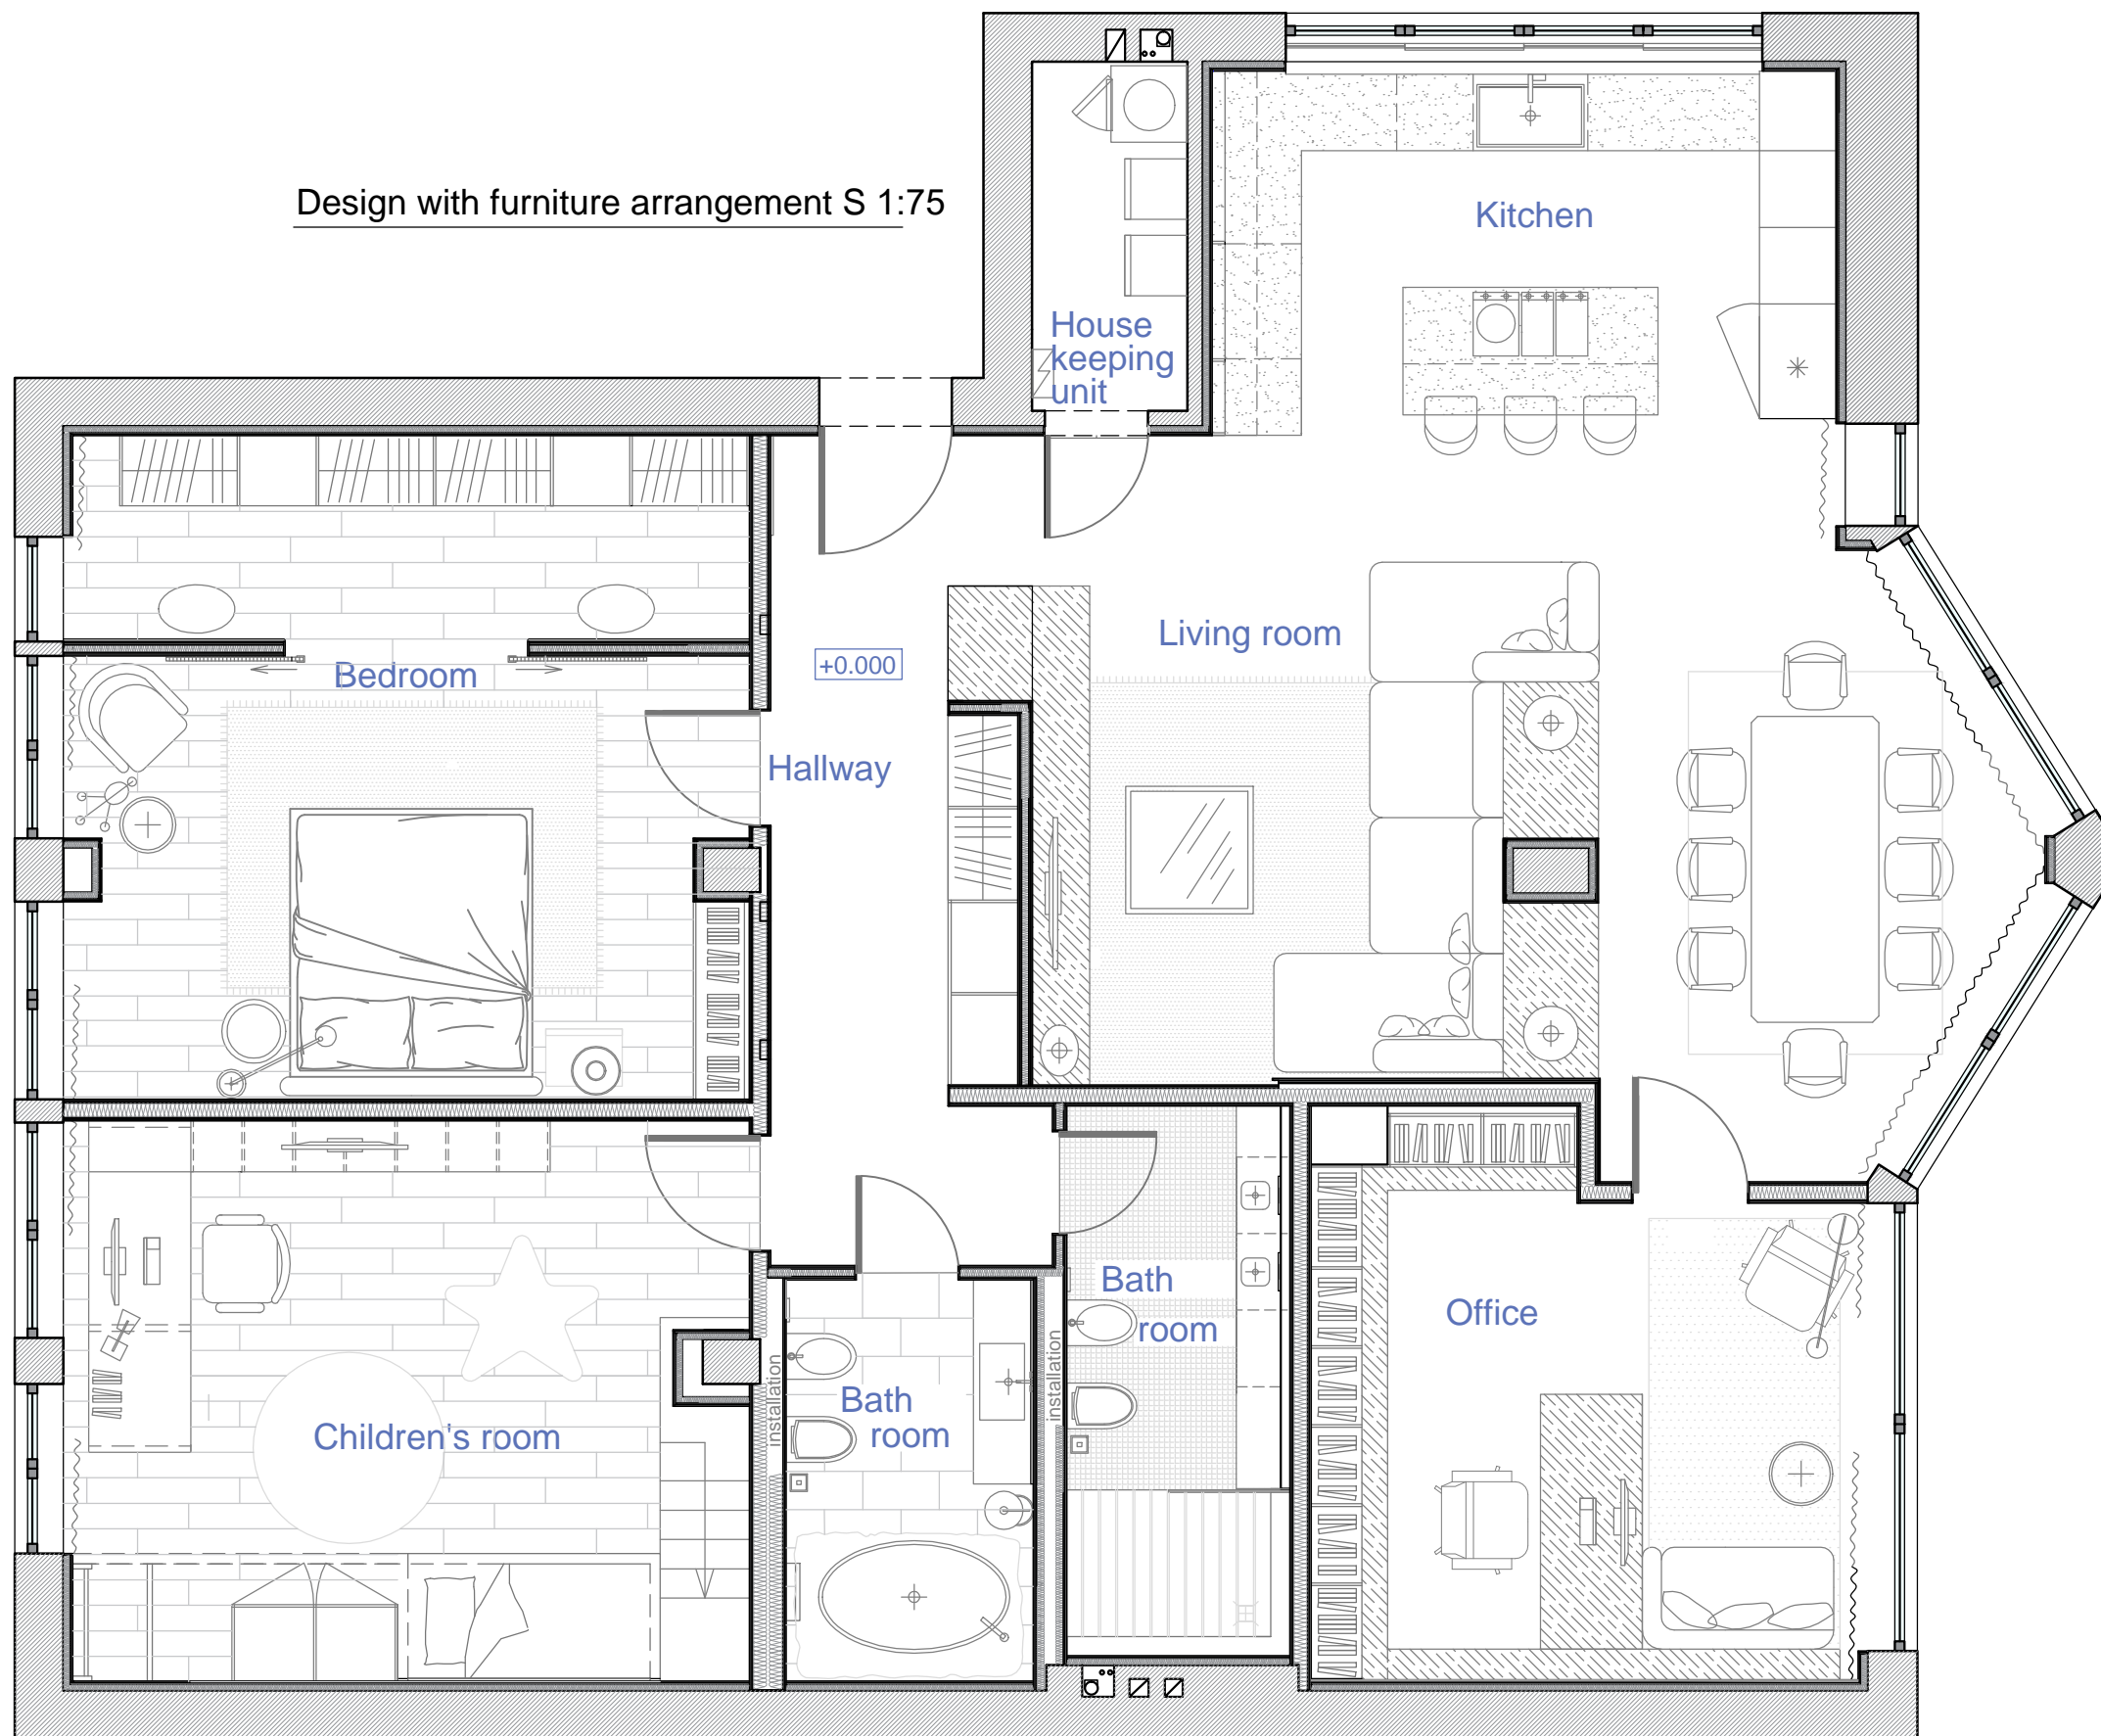 Design with furniture arrangement S 1:75
Kitchen
House
keeping
unit
Living room
Bedroom
+0.000
Hallway
Bath
room
Office
Bath
room
Children's room
installation
installation